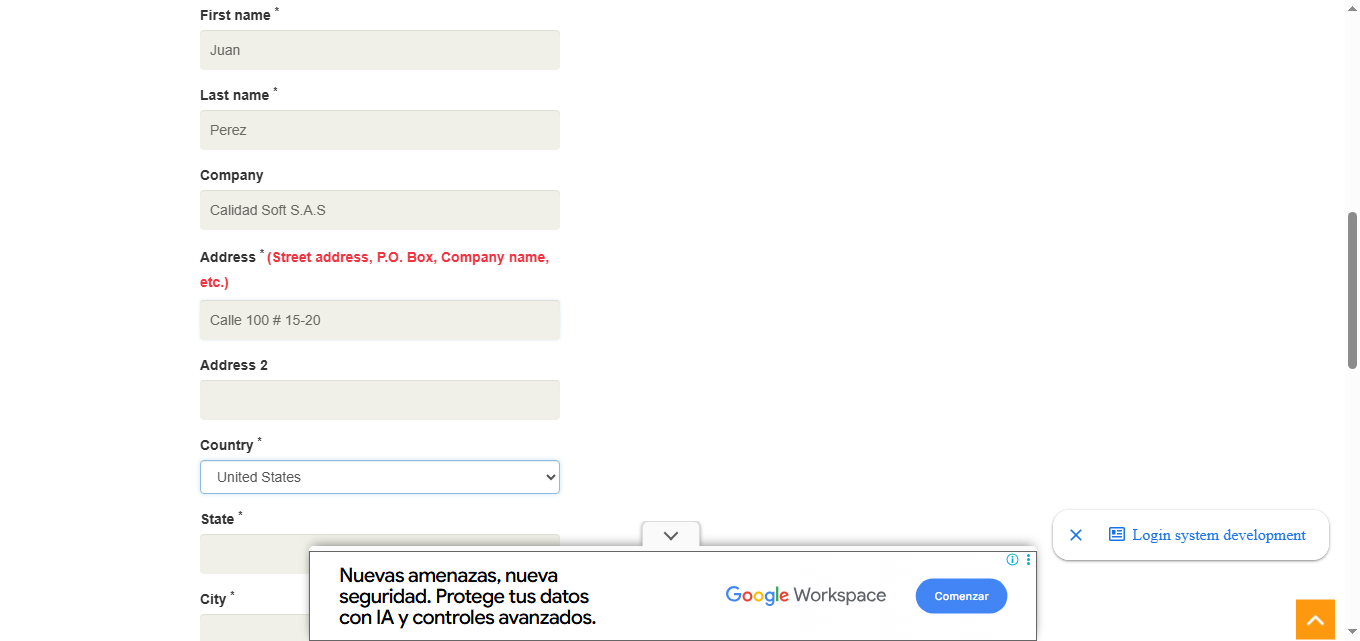 First name *
Juan
Last name *
Perez
Company
Calidad Soft S.A.S
Address * (Street address, P.O. Box, Company name,
etc.)
Calle 100 # 15-20
Address 2
Country *
United States
State *
City *
Login system development
Nuevas amenazas, nueva
seguridad. Protege tus datos
con IA y controles avanzados.
Google Workspace
Comenzar